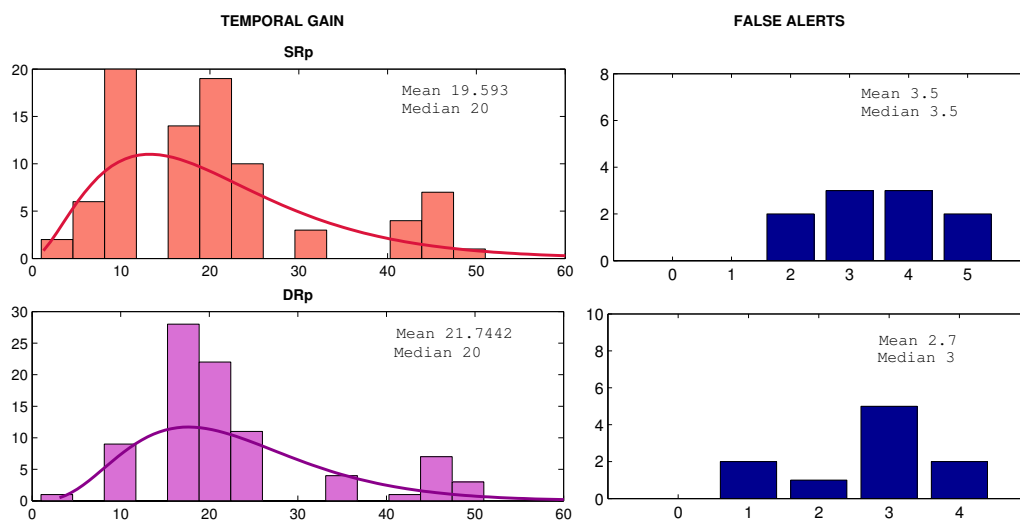 TEMPORAL GAIN
FALSE ALERTS
SRp
Mean 19.593
Median 20
20
15
10
5
0
0 10 20 30 40 50 60
Mean 3.5
Median 3.5
8
6
4
2
0
0 1 2 3 4 5
DRp
Mean 21.7442
Median 20
30
25
20
15
10
5
0
0 10 20 30 40 50 60
Mean 2.7
Median 3
10
8
6
4
2
0
0 1 2 3 4